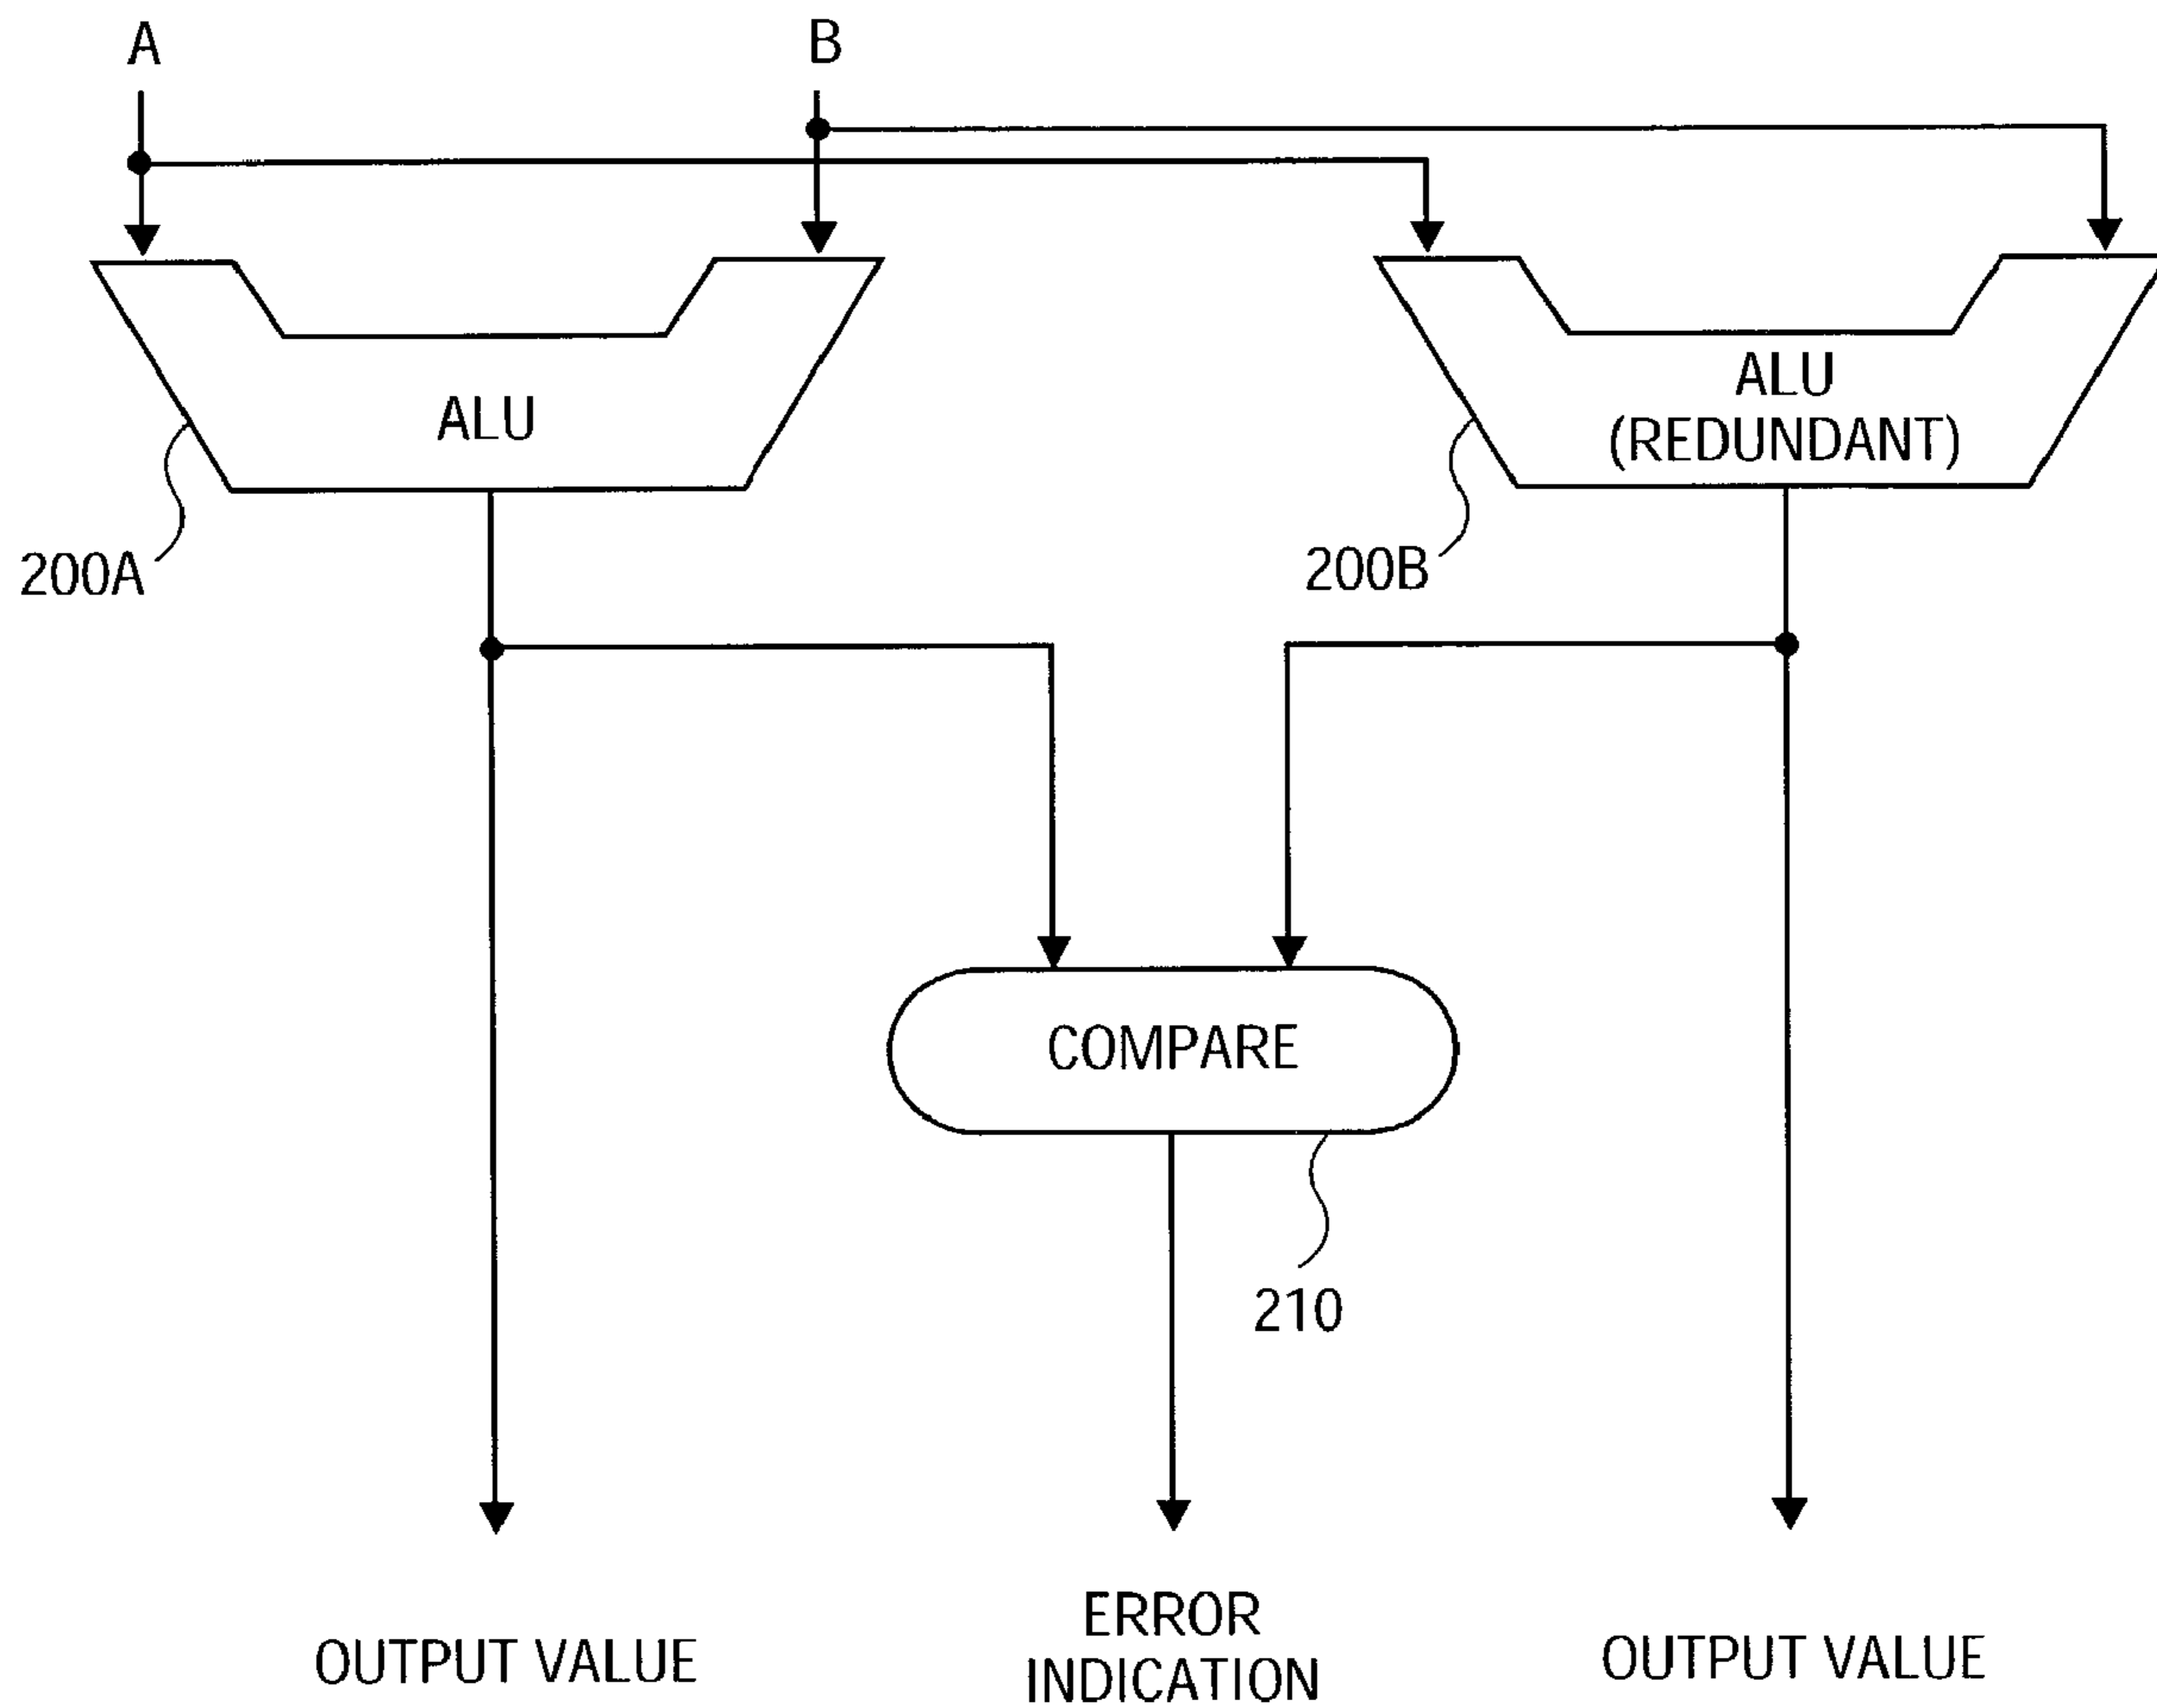 A
B
ALU
ALU
(REDUNDANT)
200A
200B
COMPARE
210
OUTPUT VALUE
ERROR
INDICATION
OUTPUT VALUE